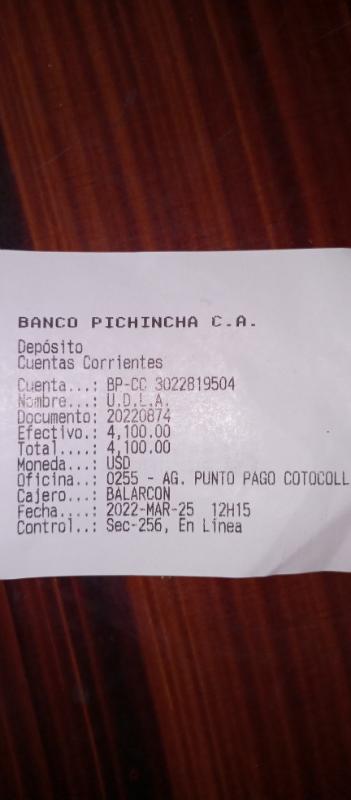 BANCO PICHINCHA C.A.
Depósito
Cuentas Corrientes
Cuenta...: BP-CC 3022819504
Nombre...: U.D.L.A.
Documento: 20220874
Efectivo.: 4,100.00
Total....: 4,100.00
Moneda...: USD
Oficina..: 0255 - AG. PUNTO PAGO COTOCOLL
Cajero...: BALARCON
Fecha....: 2022-MAR-25 12H15
Control..: Sec-256, En Línea